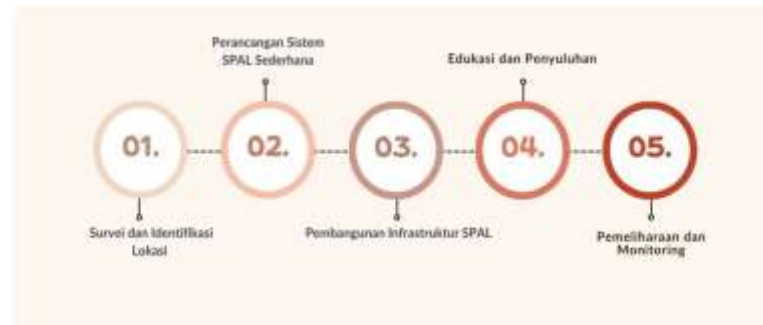 Perancangan Sistem
SPAL Sederhana
Edukasi dan Penyuluhan
01.
02.
03.
04.
05.
Survei dan Identifikasi
Lokasi
Pembangunan Infrastruktur SPAL
Pemeliharaan dan
Monitoring